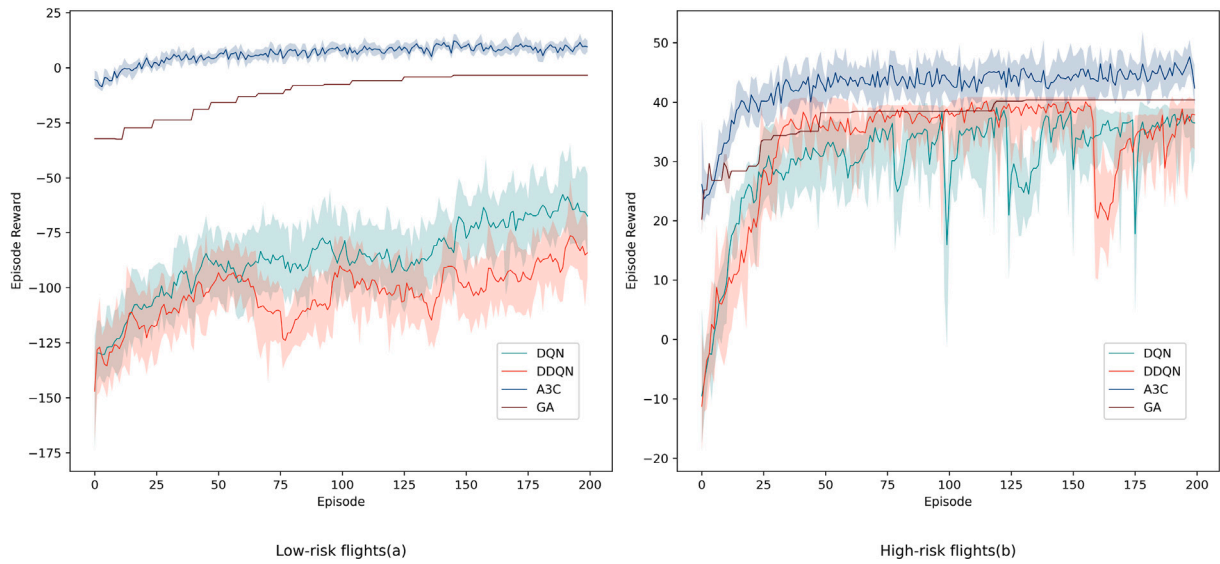 25
0
−25
−50
−75
−100
−125
−150
−175
Episode Reward
0
25
50
75
100
125
150
175
200
Episode
DQN
DDQN
A3C
GA
Low-risk flights(a)
50
40
30
20
10
0
−10
−20
Episode Reward
0
25
50
75
100
125
150
175
200
Episode
DQN
DDQN
A3C
GA
High-risk flights(b)